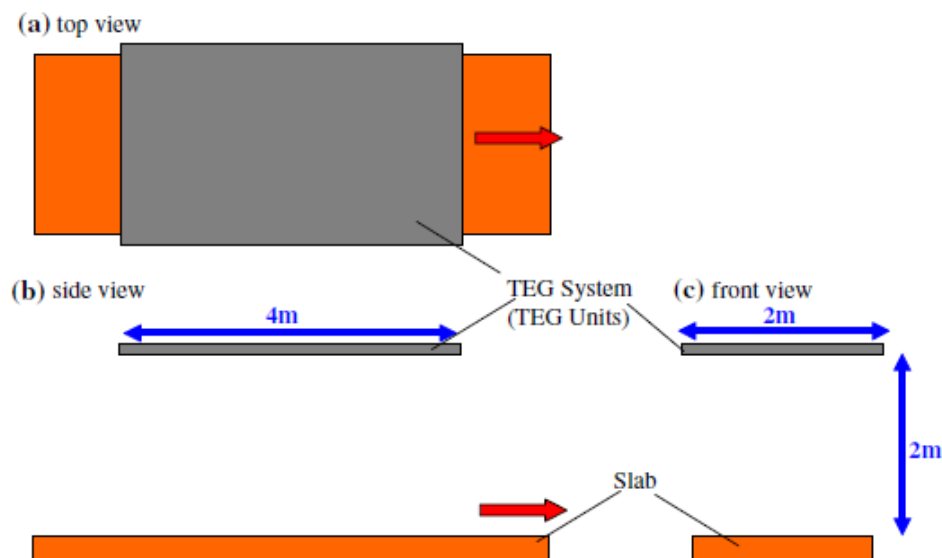 (a) top view
(b) side view
TEG System
(TEG Units)
(c) front view
4m
2m
2m
Slab